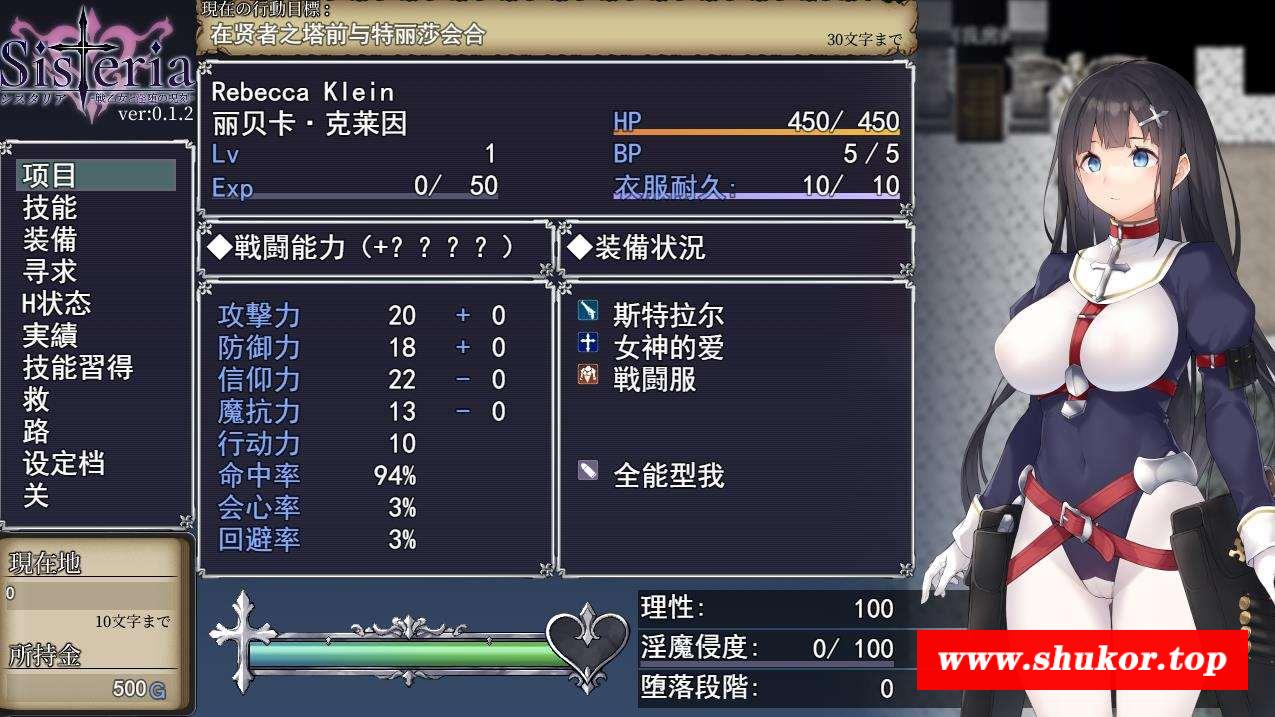 Sisteria
シスタリア
ver:0.1.2
现在の行動目標：
在贤者之塔前与特丽莎会合
30文字まで
Rebecca Klein
丽贝卡・克莱因
HP 450/ 450
Lv 1
BP 5 / 5
Exp 0/ 50
衣服耐久: 10/ 10
项目
技能
装備
寻求
H状态
実績
技能習得
救
路
设定档
关
◆戦闘能力（+？？？？）
攻撃力 20 + 0
防御力 18 + 0
信仰力 22 - 0
魔抗力 13 - 0
行动力 10
命中率 94%
会心率 3%
回避率 3%
◆装備状况
斯特拉尔
女神的爱
戦闘服
全能型我
現在地
0
10文字まで
所持金
500G
理性: 100
淫魔侵度: 0/ 100
堕落段階: 0
www.shukor.top